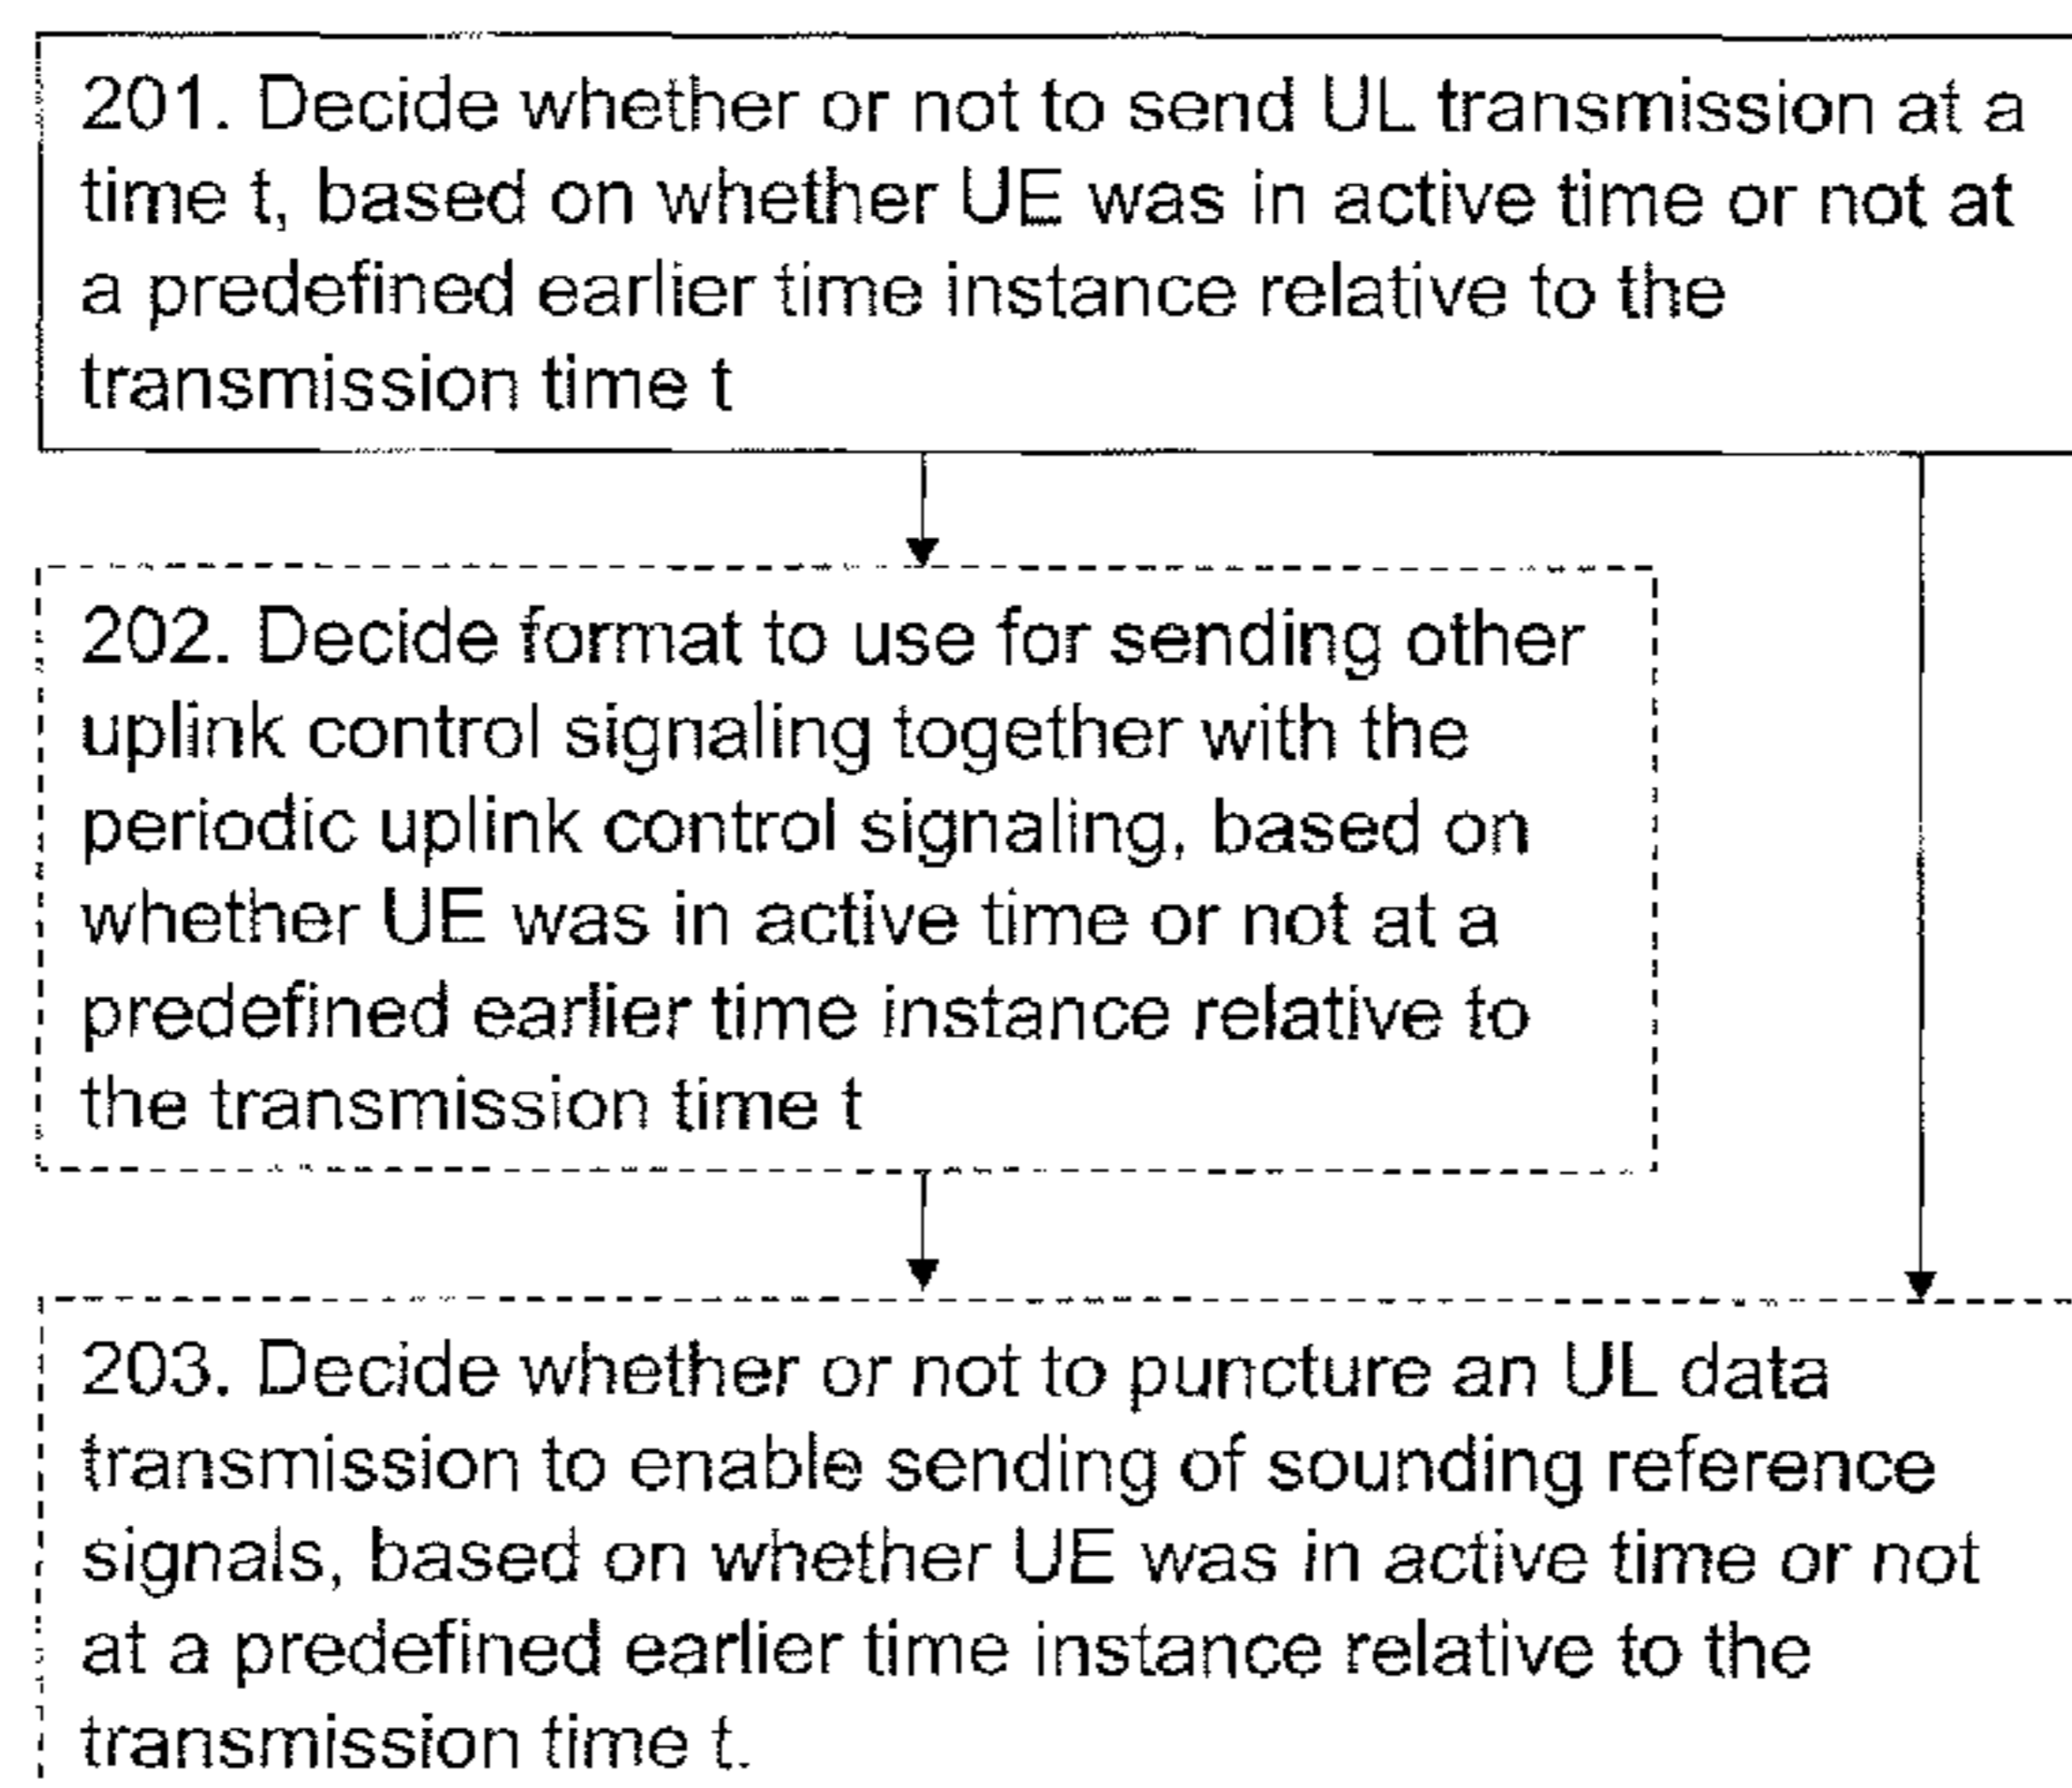 201. Decide whether or not to send UL transmission at a
time t, based on whether UE was in active time or not at
a predefined earlier time instance relative to the
transmission time t
202. Decide format to use for sending other
uplink control signaling together with the
periodic uplink control signaling, based on
whether UE was in active time or not at a
predefined earlier time instance relative to
the transmission time t
203. Decide whether or not to puncture an UL data
transmission to enable sending of sounding reference
signals, based on whether UE was in active time or not
at a predefined earlier time instance relative to the
transmission time t.